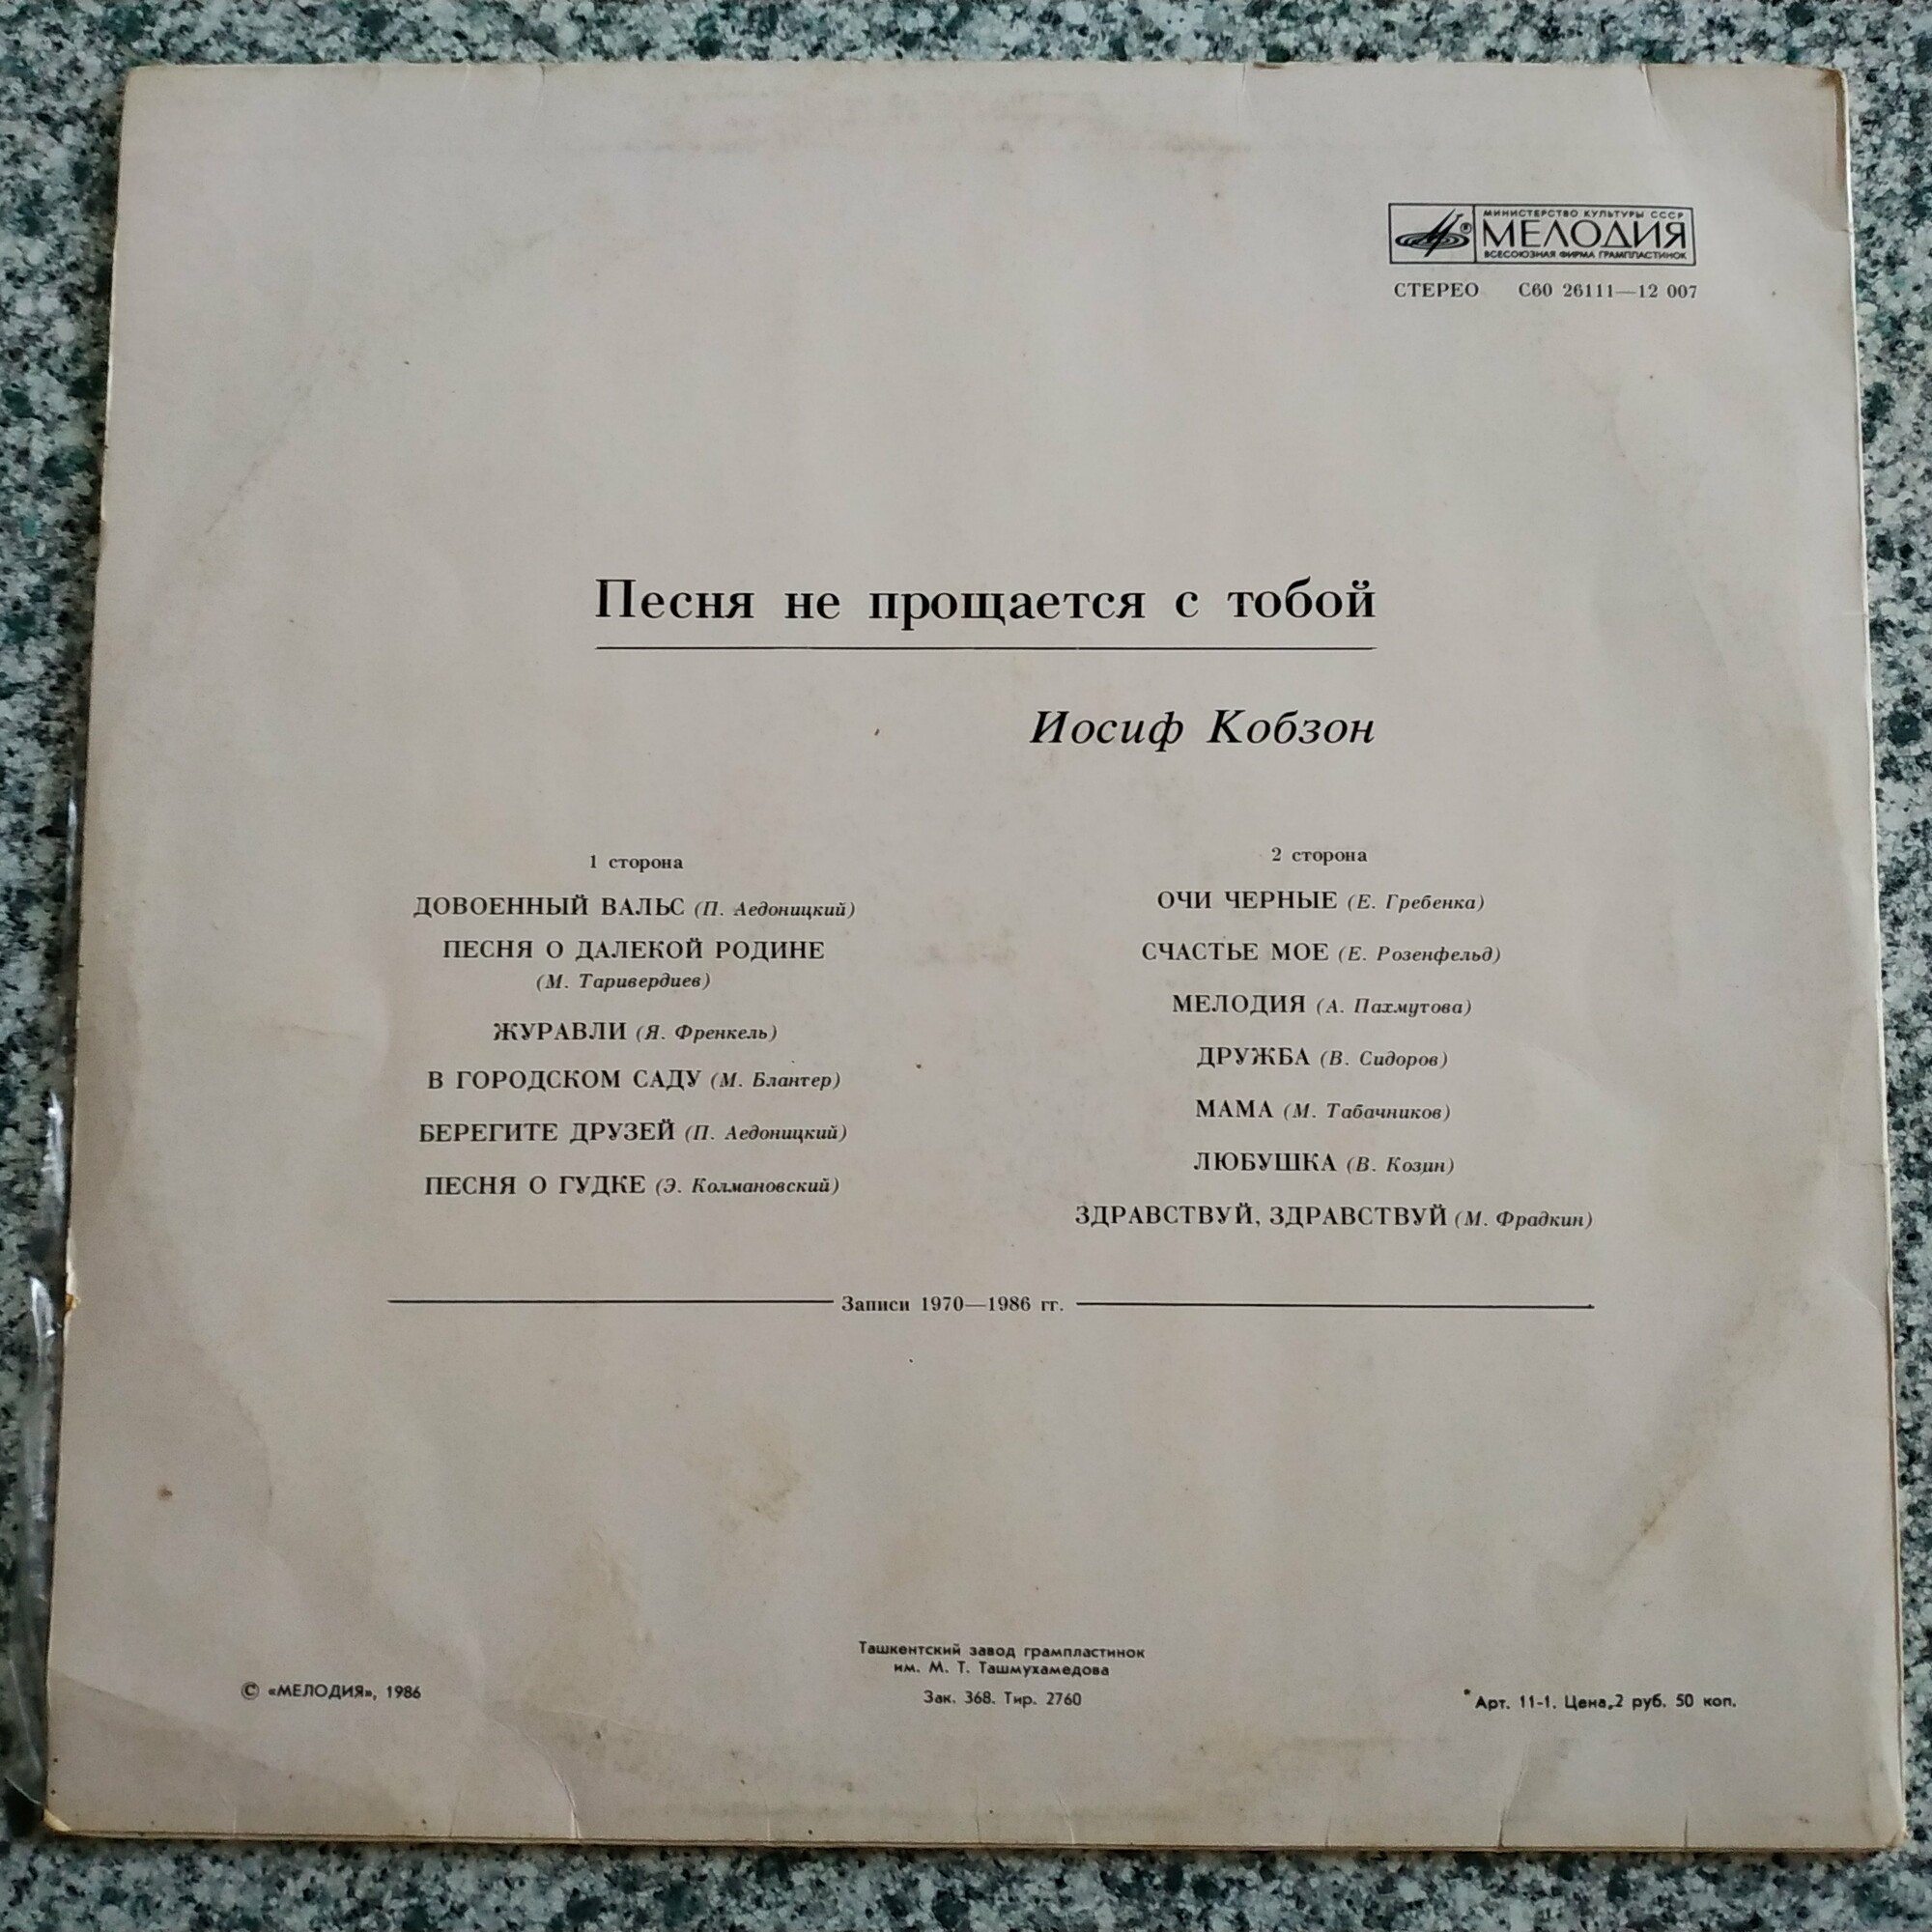 МИНИСТЕРСТВО КУЛЬТУРЫ СССР
МЕЛОДИЯ
ВСЕСОЮЗНАЯ ФИРМА ГРАМПЛАСТИНОК
СТЕРЕО С60 26111—12 007
Песня не прощается с тобой
Иосиф Кобзон
1 сторона
ДОВОЕННЫЙ ВАЛЬС (П. Аедоницкий)
ПЕСНЯ О ДАЛЕКОЙ РОДИНЕ
(М. Таривердиев)
ЖУРАВЛИ (Я. Френкель)
В ГОРОДСКОМ САДУ (М. Блантер)
БЕРЕГИТЕ ДРУЗЕЙ (П. Аедоницкий)
ПЕСНЯ О ГУДКЕ (Э. Колмановский)
2 сторона
ОЧИ ЧЕРНЫЕ (Е. Гребенка)
СЧАСТЬЕ МОЕ (Е. Розенфельд)
МЕЛОДИЯ (А. Пахмутова)
ДРУЖБА (В. Сидоров)
МАМА (М. Табачников)
ЛЮБУШКА (В. Козин)
ЗДРАВСТВУЙ, ЗДРАВСТВУЙ (М. Фрадкин)
Записи 1970—1986 гг.
Ташкентский завод грампластинок
им. М. Т. Ташмухамедова
Зак. 368. Тир. 2760
© «МЕЛОДИЯ», 1986
Арт. 11-1. Цена 2 руб. 50 коп.